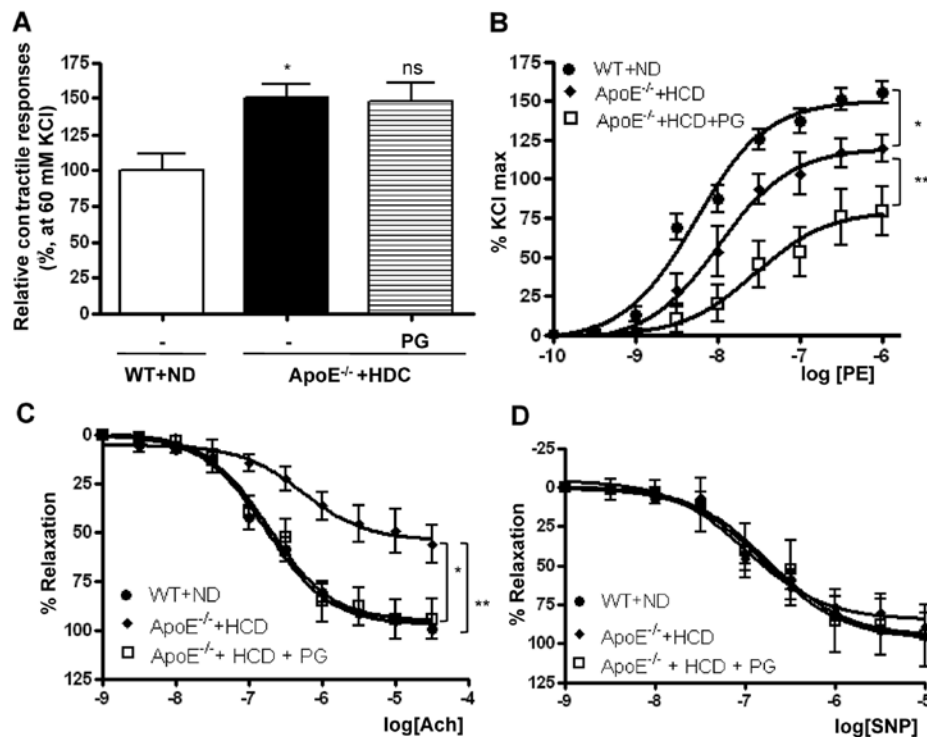 A
Relative contractile responses
(%, at 60 mM KCl)
175
150
125
100
75
50
25
0
*
ns
-
-
PG
WT+ND
ApoE-/- +HDC
B
% KCl max
175
150
125
100
75
50
25
0
WT+ND
ApoE-/-+HCD
ApoE-/-+HCD+PG
*
**
-10
-9
-8
-7
-6
log [PE]
C
% Relaxation
0
25
50
75
100
125
WT+ND
ApoE-/-+HCD
ApoE-/-+ HCD + PG
*
**
-9
-8
-7
-6
-5
-4
log[Ach]
D
% Relaxation
-25
0
25
50
75
100
125
WT+ND
ApoE-/-+HCD
ApoE-/- + HCD + PG
-9
-8
-7
-6
-5
log[SNP]